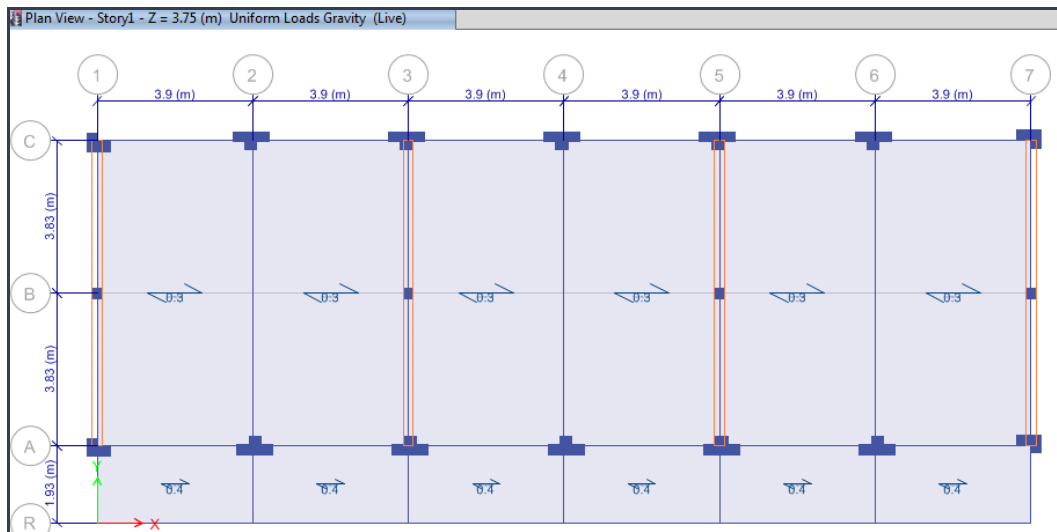 Plan View - Story1 - Z = 3.75 (m) Uniform Loads Gravity (Live)
1 2 3 4 5 6 7
3.9 (m) 3.9 (m) 3.9 (m) 3.9 (m) 3.9 (m) 3.9 (m)
C
3.83 (m)
B 0.3 0.3 0.3 0.3 0.3 0.3
3.83 (m)
A
Y
1.93 (m) 0.4 0.4 0.4 0.4 0.4 0.4
R X